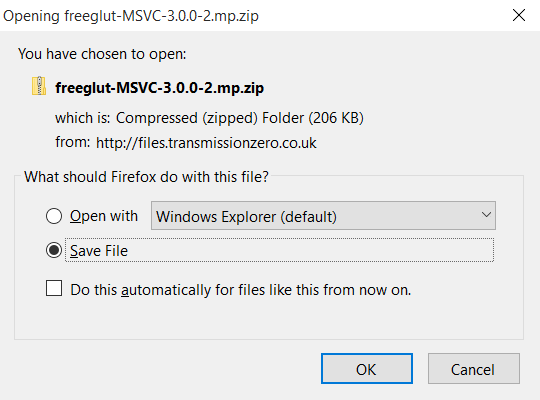 Opening freeglut-MSVC-3.0.0-2.mp.zip
You have chosen to open:
freeglut-MSVC-3.0.0-2.mp.zip
which is: Compressed (zipped) Folder (206 KB)
from: http://files.transmissionzero.co.uk
What should Firefox do with this file?
Open with Windows Explorer (default)
Save File
Do this automatically for files like this from now on.
OK Cancel